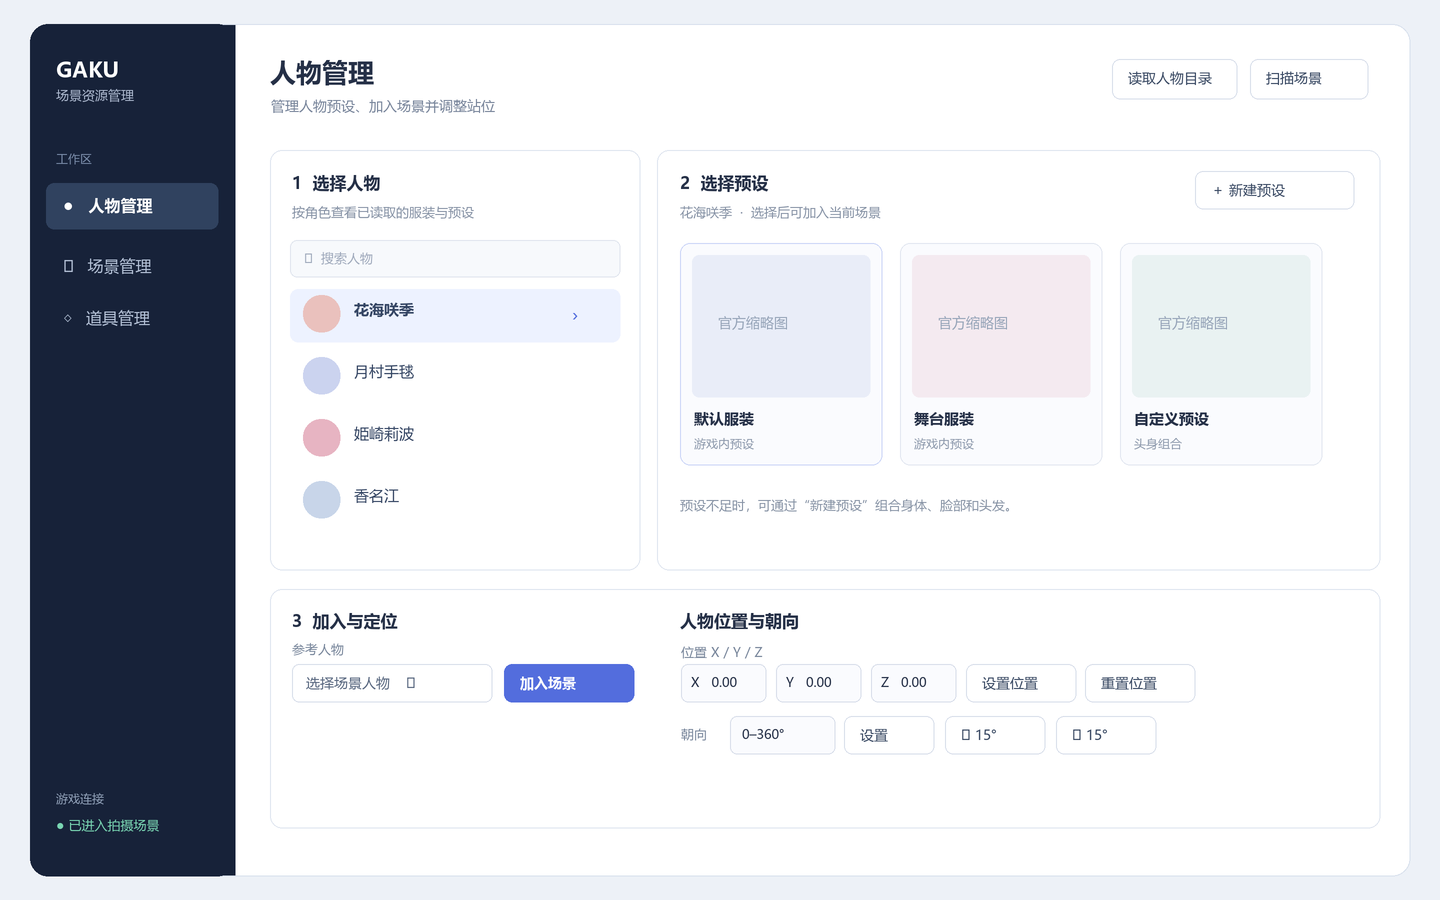 GAKU
场景资源管理
工作区
● 人物管理
场景管理
◇ 道具管理
游戏连接
● 已进入拍摄场景
人物管理
管理人物预设、加入场景并调整站位
读取人物目录
扫描场景
1 选择人物
按角色查看已读取的服装与预设
搜索人物
花海咲季 ›
月村手毬
姫崎莉波
香名江
2 选择预设
花海咲季 · 选择后可加入当前场景
+ 新建预设
官方缩略图
默认服装
游戏内预设
官方缩略图
舞台服装
游戏内预设
官方缩略图
自定义预设
头身组合
预设不足时，可通过“新建预设”组合身体、脸部和头发。
3 加入与定位
参考人物
选择场景人物
加入场景
人物位置与朝向
位置 X / Y / Z
X 0.00
Y 0.00
Z 0.00
设置位置
重置位置
朝向
0–360°
设置
15°
15°